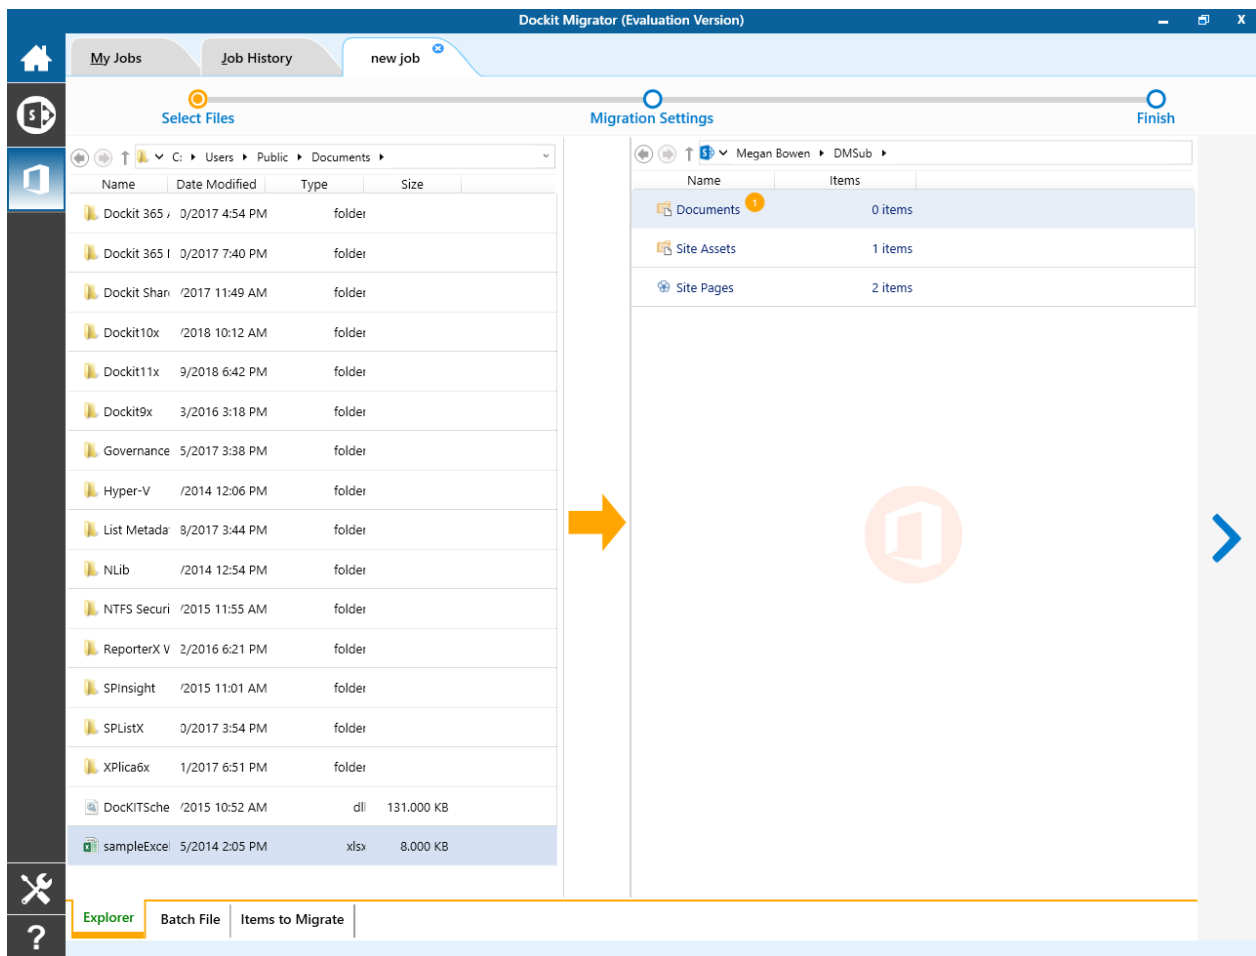 Dockit Migrator (Evaluation Version)
My Jobs Job History new job
Select Files Migration Settings Finish
C: Users Public Documents
Megan Bowen DMSub
Name Date Modified Type Size
Name Items
Dockit 365 0/2017 4:54 PM folder
Documents 1 0 items
Dockit 365 0/2017 7:40 PM folder
Site Assets 1 items
Dockit Shar /2017 11:49 AM folder
Site Pages 2 items
Dockit10x /2018 10:12 AM folder
Dockit11x 9/2018 6:42 PM folder
Dockit9x 3/2016 3:18 PM folder
Governance 5/2017 3:38 PM folder
Hyper-V /2014 12:06 PM folder
List Metada 8/2017 3:44 PM folder
NLib /2014 12:54 PM folder
NTFS Securi /2015 11:55 AM folder
ReporterX 2/2016 6:21 PM folder
SPInsight /2015 11:01 AM folder
SPListX 0/2017 3:54 PM folder
XPlica6x 1/2017 6:51 PM folder
DocKITSche /2015 10:52 AM dll 131.000 KB
sampleExcel 5/2014 2:05 PM xlsx 8.000 KB
Explorer Batch File Items to Migrate
?